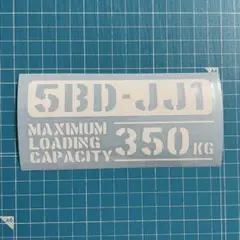 5BD-JJ1
MAXIMUM
LOADING
CAPACITY
350 KG